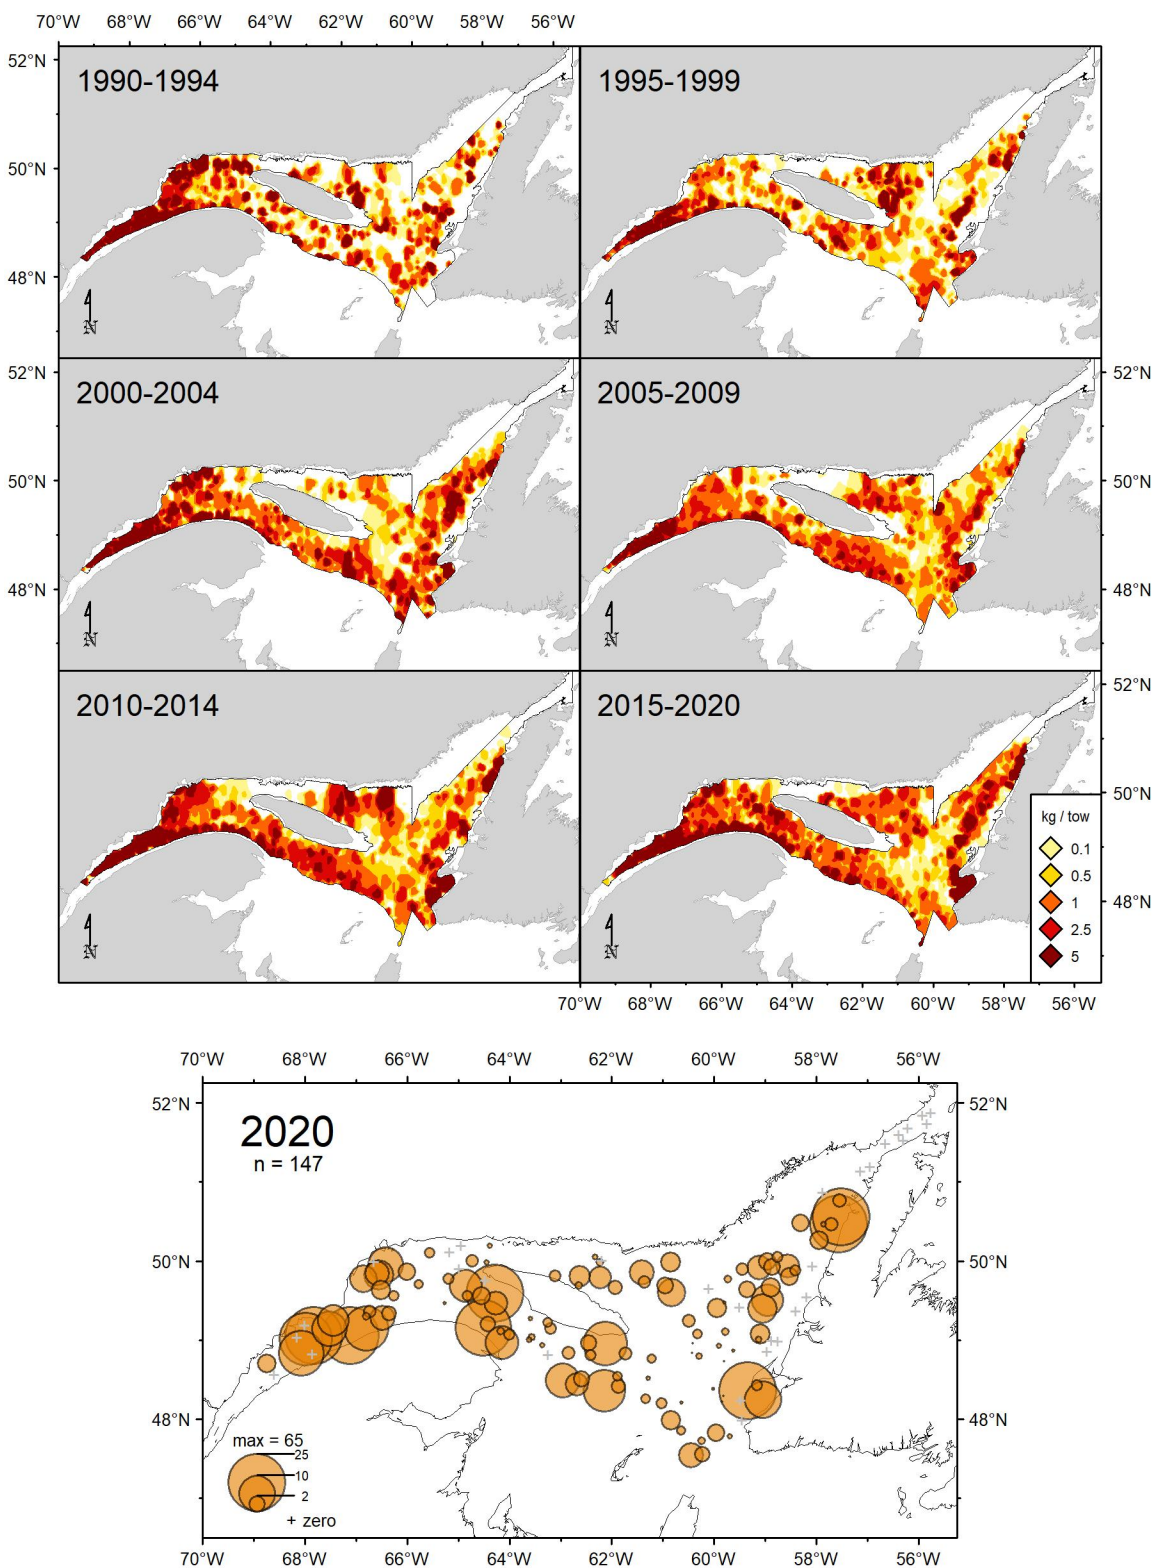 70°W 68°W 66°W 64°W 62°W 60°W 58°W 56°W
52°N
1990-1994 1995-1999
50°N
48°N
N N
52°N 52°N
2000-2004 2005-2009
50°N 50°N
48°N 48°N
N N
52°N
2010-2014 2015-2020
50°N
kg / tow
0.1
0.5
1
48°N
2.5
N N
5
70°W 68°W 66°W 64°W 62°W 60°W 58°W 56°W
70°W 68°W 66°W 64°W 62°W 60°W 58°W 56°W
52°N 52°N
2020
n = 147
50°N 50°N
48°N 48°N
max = 65
25
10
2
+ zero
70°W 68°W 66°W 64°W 62°W 60°W 58°W 56°W